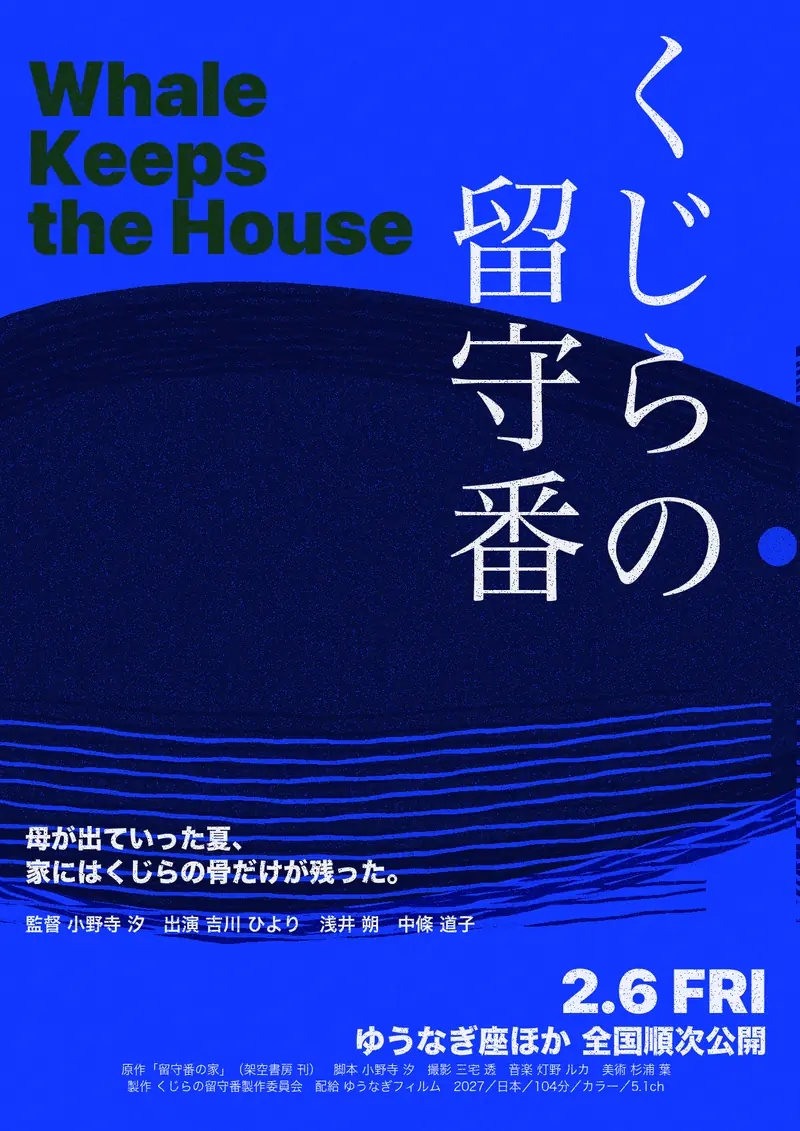 Whale
Keeps
the House
くじらの
留守番
母が出ていった夏、
家にはくじらの骨だけが残った。
監督 小野寺 汐　出演 吉川 ひより　浅井 朔　中條 道子
2.6 FRI
ゆうなぎ座ほか 全国順次公開
原作「留守番の家」（架空書房 刊）　脚本 小野寺 汐　撮影 三宅 透　音楽 灯野 ルカ　美術 杉浦 葉
製作 くじらの留守番製作委員会　配給 ゆうなぎフィルム　2027／日本／104分／カラー／5.1ch